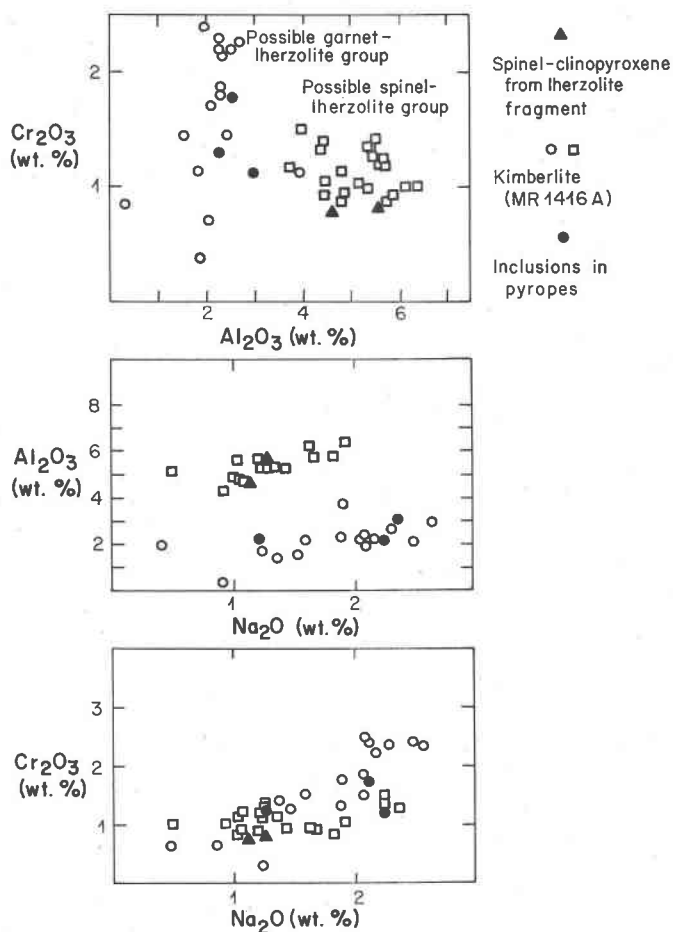 Possible garnet-
lherzolite group
Possible spinel-
lherzolite group
2
1
Cr2O3
(wt. %)
2
4
6
Al2O3 (wt. %)
Spinel-clinopyroxene
from lherzolite
fragment
Kimberlite
(MR 1416 A)
Inclusions in
pyropes
8
6
4
2
Al2O3
(wt. %)
1
2
Na2O (wt. %)
3
2
1
Cr2O3
(wt. %)
1
2
Na2O (wt. %)